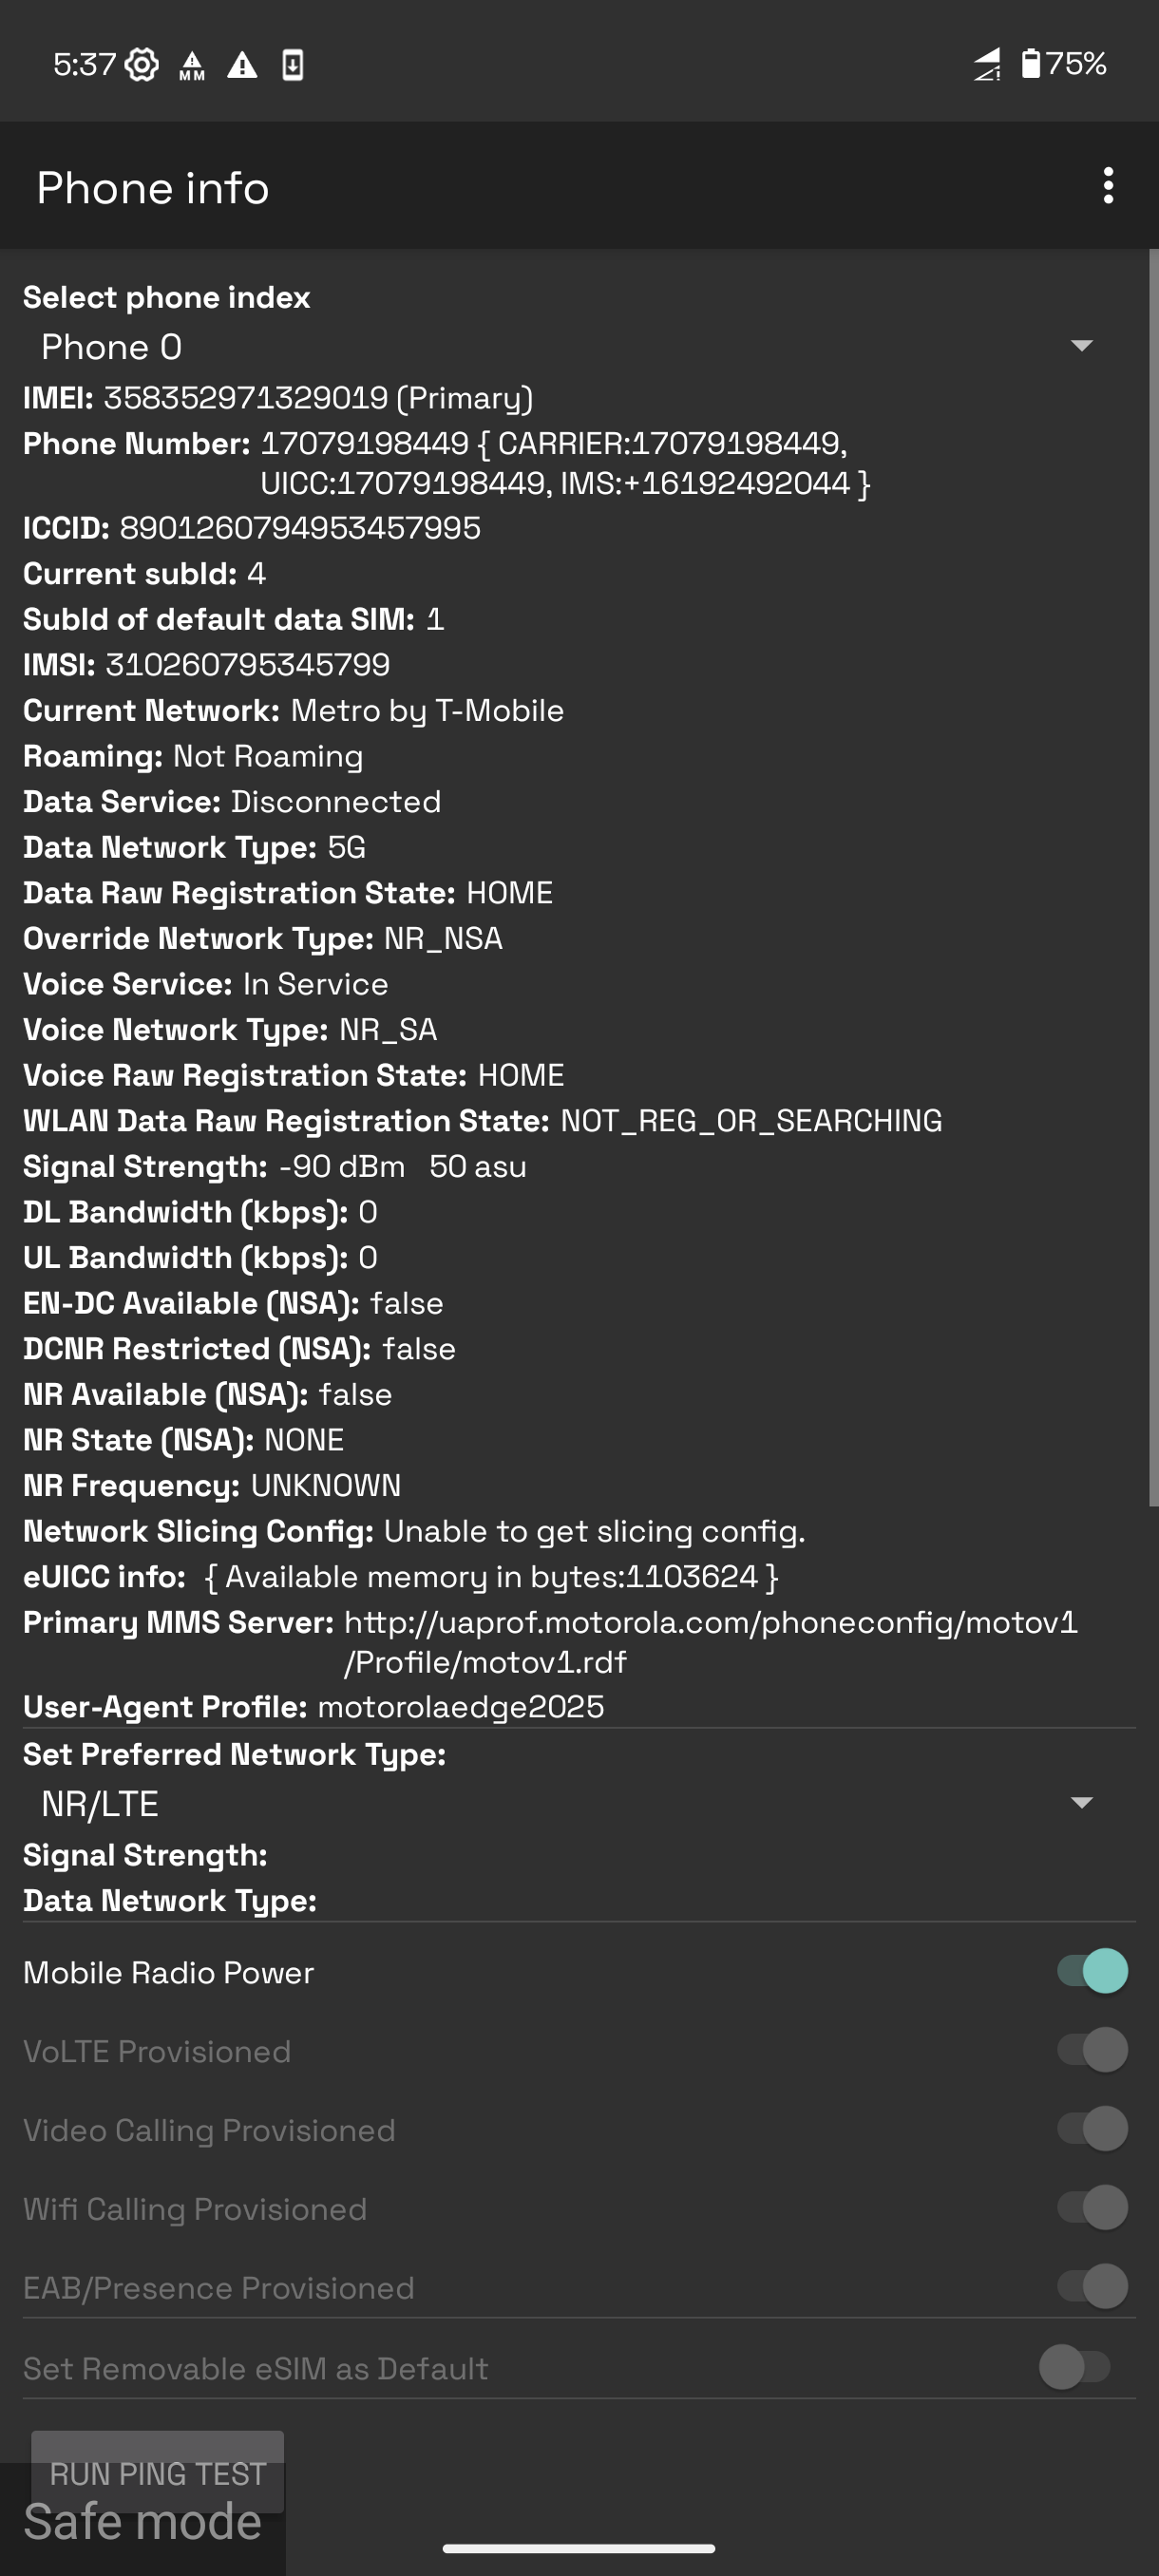 5:37
MM
75%
Phone info
Select phone index
Phone 0
IMEI: 358352971329019 (Primary)
Phone Number: 17079198449 { CARRIER:17079198449,
UICC:17079198449, IMS:+16192492044 }
ICCID: 8901260794953457995
Current subId: 4
SubId of default data SIM: 1
IMSI: 310260795345799
Current Network: Metro by T-Mobile
Roaming: Not Roaming
Data Service: Disconnected
Data Network Type: 5G
Data Raw Registration State: HOME
Override Network Type: NR_NSA
Voice Service: In Service
Voice Network Type: NR_SA
Voice Raw Registration State: HOME
WLAN Data Raw Registration State: NOT_REG_OR_SEARCHING
Signal Strength: -90 dBm   50 asu
DL Bandwidth (kbps): 0
UL Bandwidth (kbps): 0
EN-DC Available (NSA): false
DCNR Restricted (NSA): false
NR Available (NSA): false
NR State (NSA): NONE
NR Frequency: UNKNOWN
Network Slicing Config: Unable to get slicing config.
eUICC info: { Available memory in bytes:1103624 }
Primary MMS Server: http://uaprof.motorola.com/phoneconfig/motov1
/Profile/motov1.rdf
User-Agent Profile: motorolaedge2025
Set Preferred Network Type:
NR/LTE
Signal Strength:
Data Network Type:
Mobile Radio Power
VoLTE Provisioned
Video Calling Provisioned
Wifi Calling Provisioned
EAB/Presence Provisioned
Set Removable eSIM as Default
RUN PING TEST
Safe mode